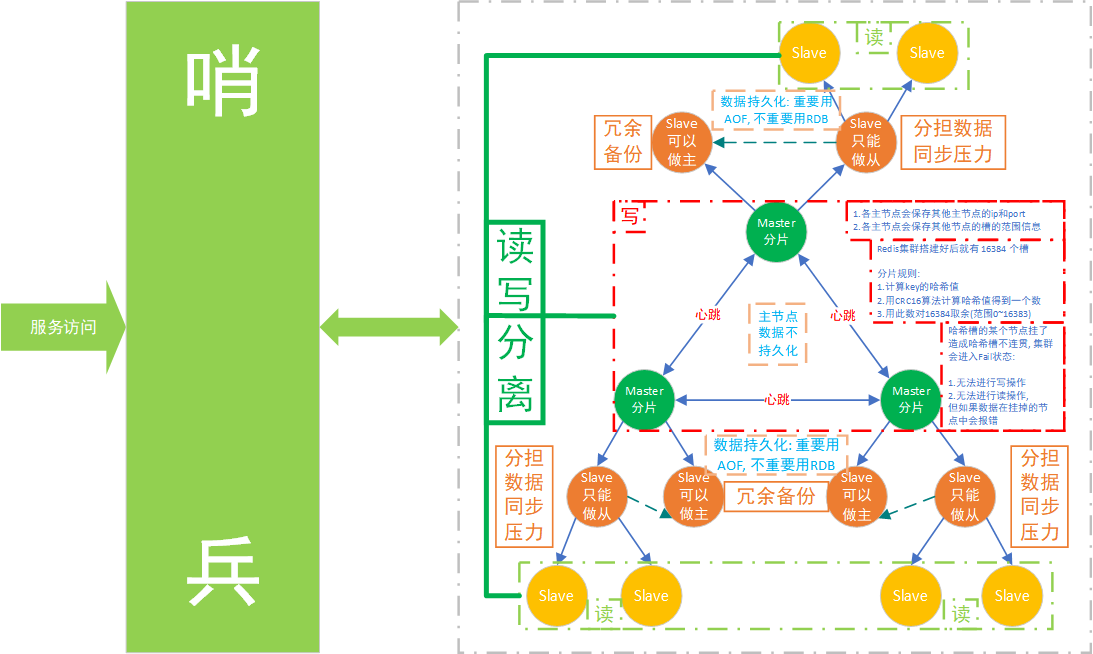 哨
兵
服务访问
读
写
分
离
Slave
读
Slave
数据持久化: 重要用
AOF, 不重要用RDB
冗余
备份
Slave
可以
做主
Slave
只能
做从
分担数据
同步压力
写
Master
分片
1.各主节点会保存其他主节点的ip和port
2.各主节点会保存其他节点的槽的范围信息
Redis集群搭建好后就有 16384 个槽
分片规则:
1.计算key的哈希值
2.用CRC16算法计算哈希值得到一个数
3.用此数对16384取余(范围0~16383)
心跳
主节点
数据不
持久化
心跳
哈希槽的某个节点挂了
造成哈希槽不连贯, 集群
会进入Fail状态:
1.无法进行写操作
2.无法进行读操作,
但如果数据在挂掉的节
点中会报错
Master
分片
心跳
Master
分片
数据持久化: 重要用
AOF, 不重要用RDB
分担
数据
同步
压力
Slave
只能
做从
Slave
可以
做主
冗余备份
Slave
可以
做主
Slave
只能
做从
分担
数据
同步
压力
Slave
读
Slave
Slave
读
Slave